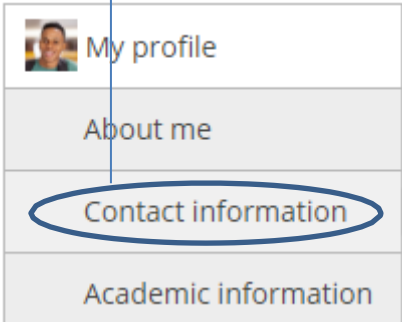 My profile
About me
Contact information
Academic information